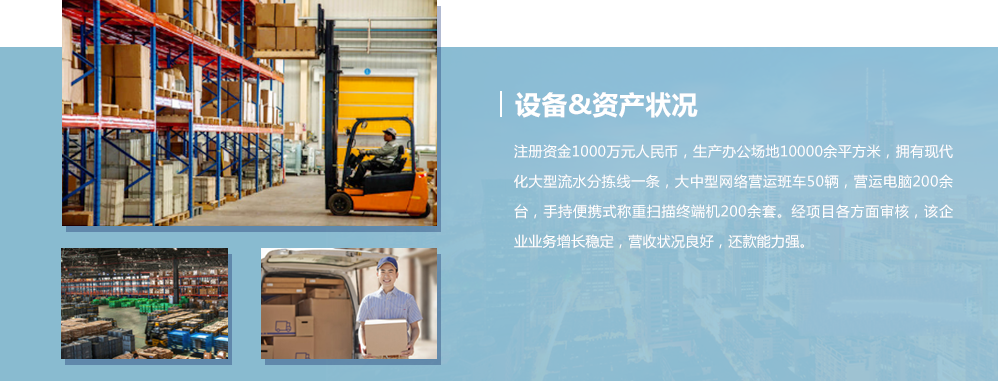 设备&资产状况
注册资金1000万元人民币，生产办公场地10000余平方米，拥有现代
化大型流水分拣线一条，大中型网络营运班车50辆，营运电脑200余
台，手持便携式称重扫描终端机200余套。经项目各方面审核，该企
业业务增长稳定，营收状况良好，还款能力强。